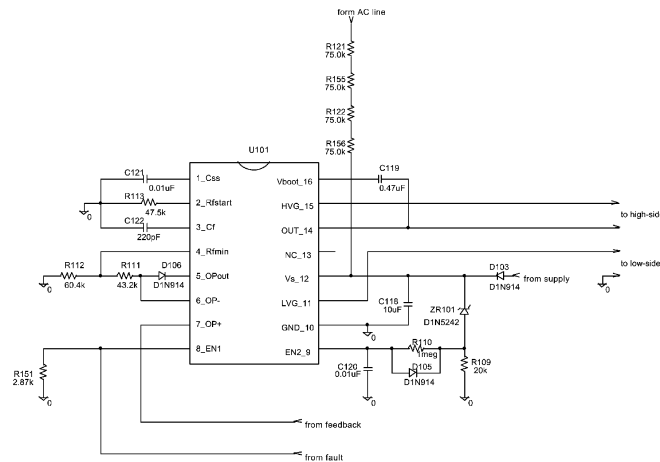 form AC line
R121
75.0k
R155
75.0k
R122
75.0k
R156
75.0k
U101
C121
0.01uF
1_Css
Vboot_16
C119
0.47uF
R113
47.5k
2_Rfstart
HVG_15
to high-side
0
C122
220pF
3_Cf
OUT_14
4_Rfmin
NC_13
to low-side
R112
60.4k
R111
43.2k
D106
D1N914
5_OPout
Vs_12
D103
D1N914
from supply
0
0
6_OP-
LVG_11
C118
10uF
ZR101
D1N5242
7_OP+
GND_10
0
8_EN1
EN2_9
R110
1meg
R151
2.87k
C120
0.01uF
D105
D1N914
R109
20k
0
0
0
from feedback
from fault